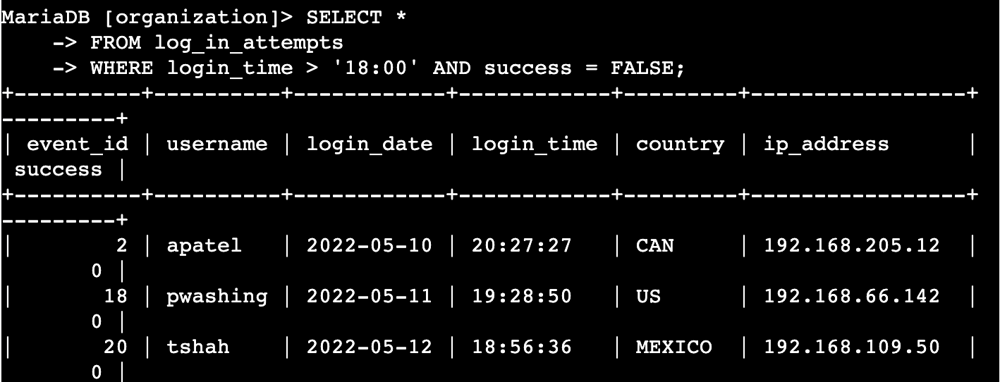 MariaDB [organization]> SELECT *
    -> FROM log_in_attempts
    -> WHERE login_time > '18:00' AND success = FALSE;
+----------+----------+------------+------------+---------+-----------------+
---------+
| event_id | username | login_date | login_time | country | ip_address      |
 success |
+----------+----------+------------+------------+---------+-----------------+
---------+
|        2 | apatel   | 2022-05-10 | 20:27:27   | CAN     | 192.168.205.12  |
       0 |
|       18 | pwashing | 2022-05-11 | 19:28:50   | US      | 192.168.66.142  |
       0 |
|       20 | tshah    | 2022-05-12 | 18:56:36   | MEXICO  | 192.168.109.50  |
       0 |